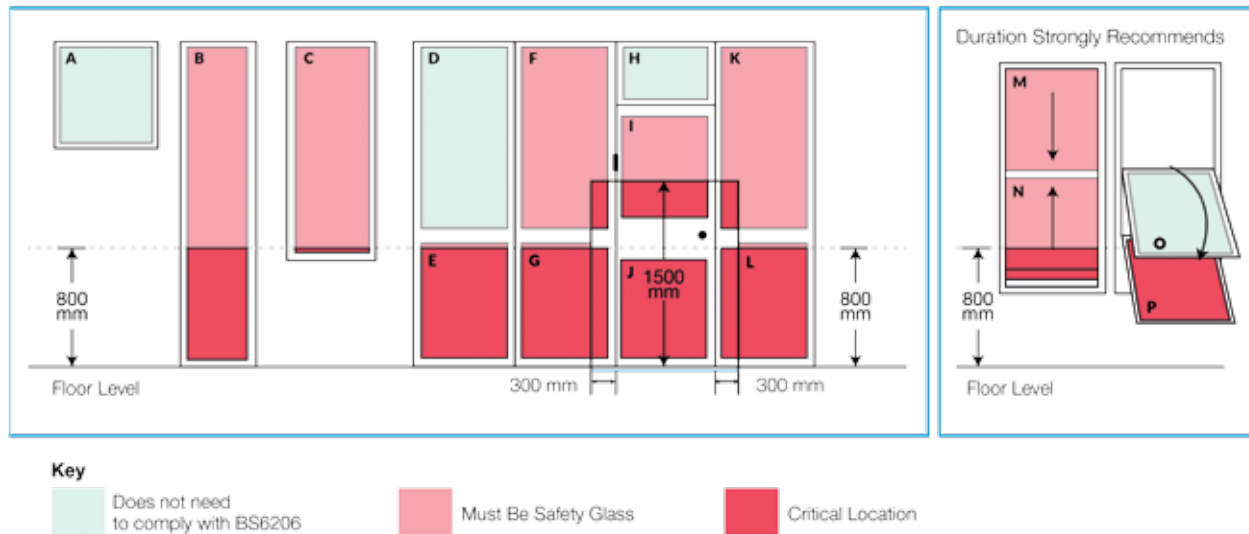 Duration Strongly Recommends
A
B
C
D
F
H
K
M
I
N
E
G
J
L
O
P
800
mm
1500
mm
800
mm
800
mm
Floor Level
300 mm
300 mm
Floor Level
Key
Does not need
to comply with BS6206
Must Be Safety Glass
Critical Location